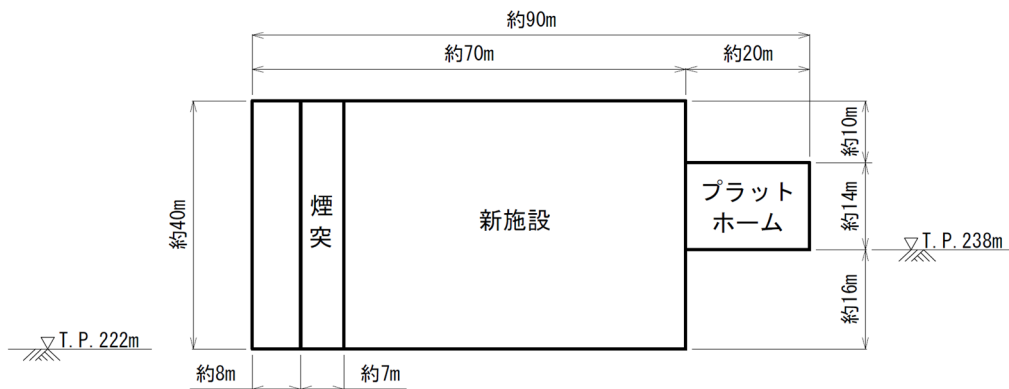 約90m
約70m
約20m
約10m
約40m
煙
突
新施設
プラット
ホーム
約14m
T.P.238m
約16m
T.P.222m
約8m
約7m